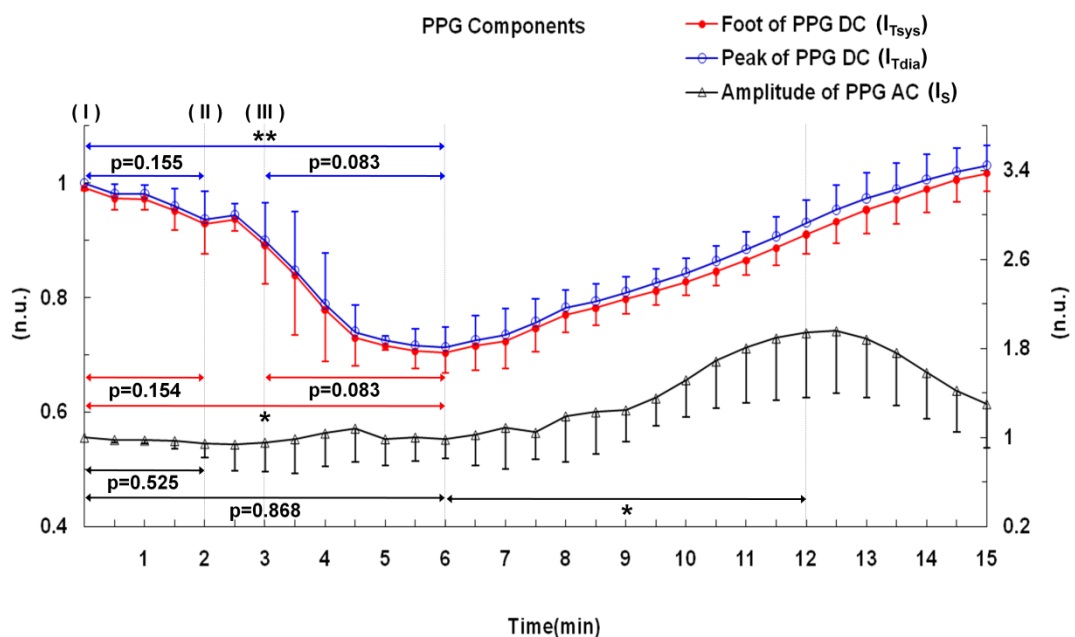 PPG Components
Foot of PPG DC (I_Tsys)
Peak of PPG DC (I_Tdia)
Amplitude of PPG AC (I_S)
( I ) ( II ) ( III )
**
p=0.155 p=0.083
1
0.8
0.6
0.4
(n.u.)
3.4
2.6
1.8
1
0.2
(n.u.)
p=0.154 p=0.083
*
p=0.525
p=0.868 *
1 2 3 4 5 6 7 8 9 10 11 12 13 14 15
Time(min)